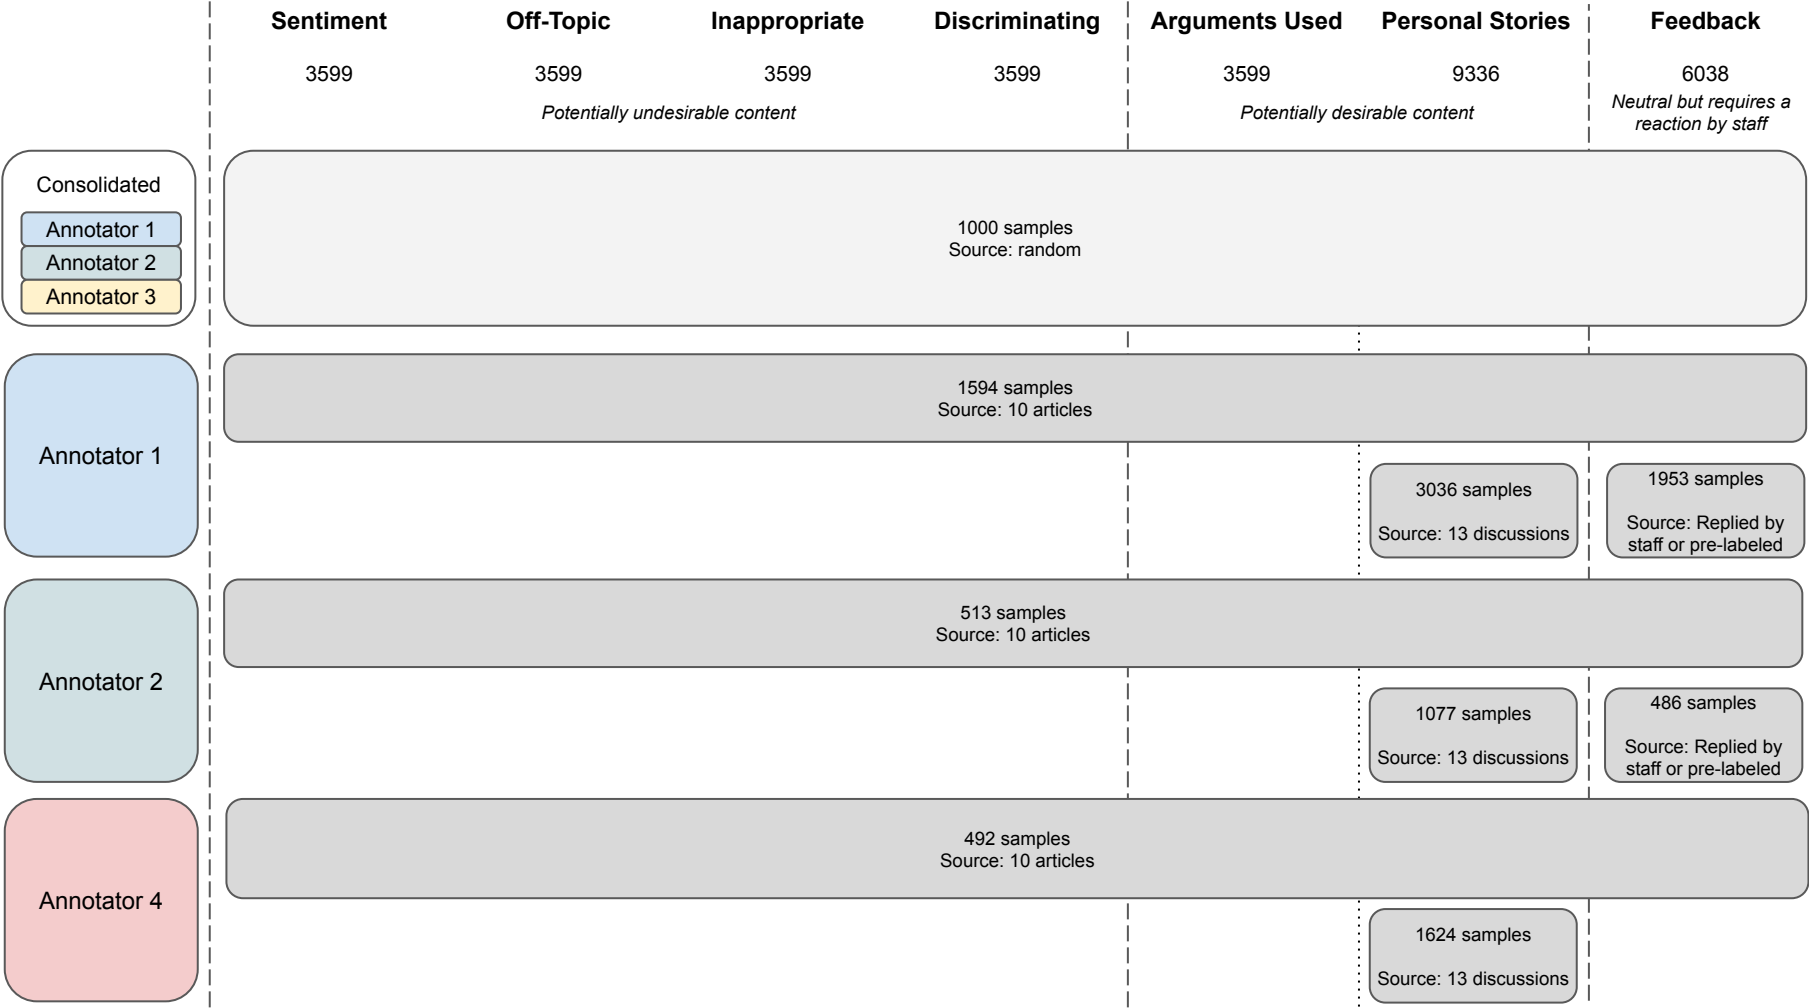 Sentiment Off-Topic Inappropriate Discriminating Arguments Used Personal Stories Feedback
3599 3599 3599 3599 3599 9336 6038
Potentially undesirable content Potentially desirable content Neutral but requires a
reaction by staff
Consolidated
Annotator 1
Annotator 2
Annotator 3
1000 samples
Source: random
Annotator 1
1594 samples
Source: 10 articles
3036 samples
Source: 13 discussions
1953 samples
Source: Replied by
staff or pre-labeled
Annotator 2
513 samples
Source: 10 articles
1077 samples
Source: 13 discussions
486 samples
Source: Replied by
staff or pre-labeled
Annotator 4
492 samples
Source: 10 articles
1624 samples
Source: 13 discussions